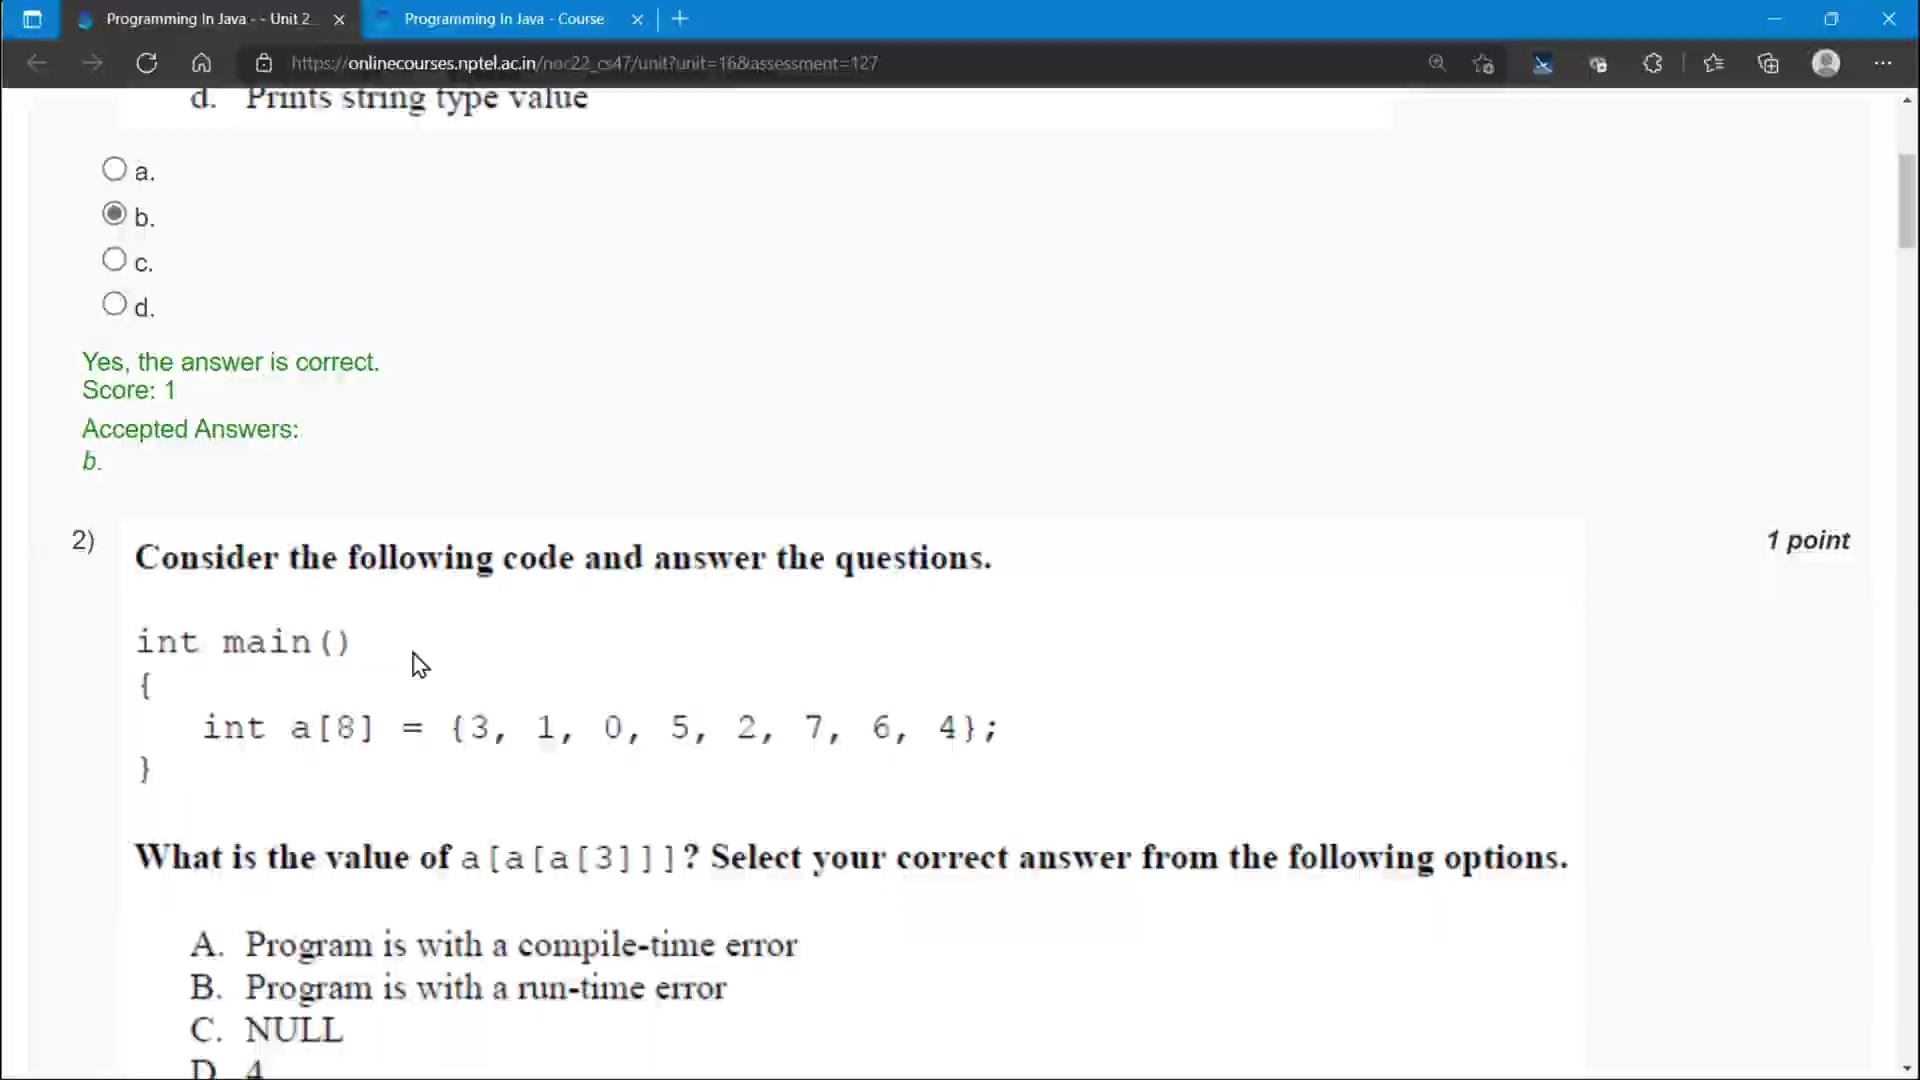 Programming In Java - - Unit 2
Programming In Java - Course
https://onlinecourses.nptel.ac.in/noc22_cs47/unit?unit=16&assessment=127
d. Prints string type value
a.
b.
c.
d.
Yes, the answer is correct.
Score: 1
Accepted Answers:
b.
2)
Consider the following code and answer the questions.
1 point
int main()
{
int a[8] = {3, 1, 0, 5, 2, 7, 6, 4};
}
What is the value of a[a[a[3]]]? Select your correct answer from the following options.
A. Program is with a compile-time error
B. Program is with a run-time error
C. NULL
D. 4